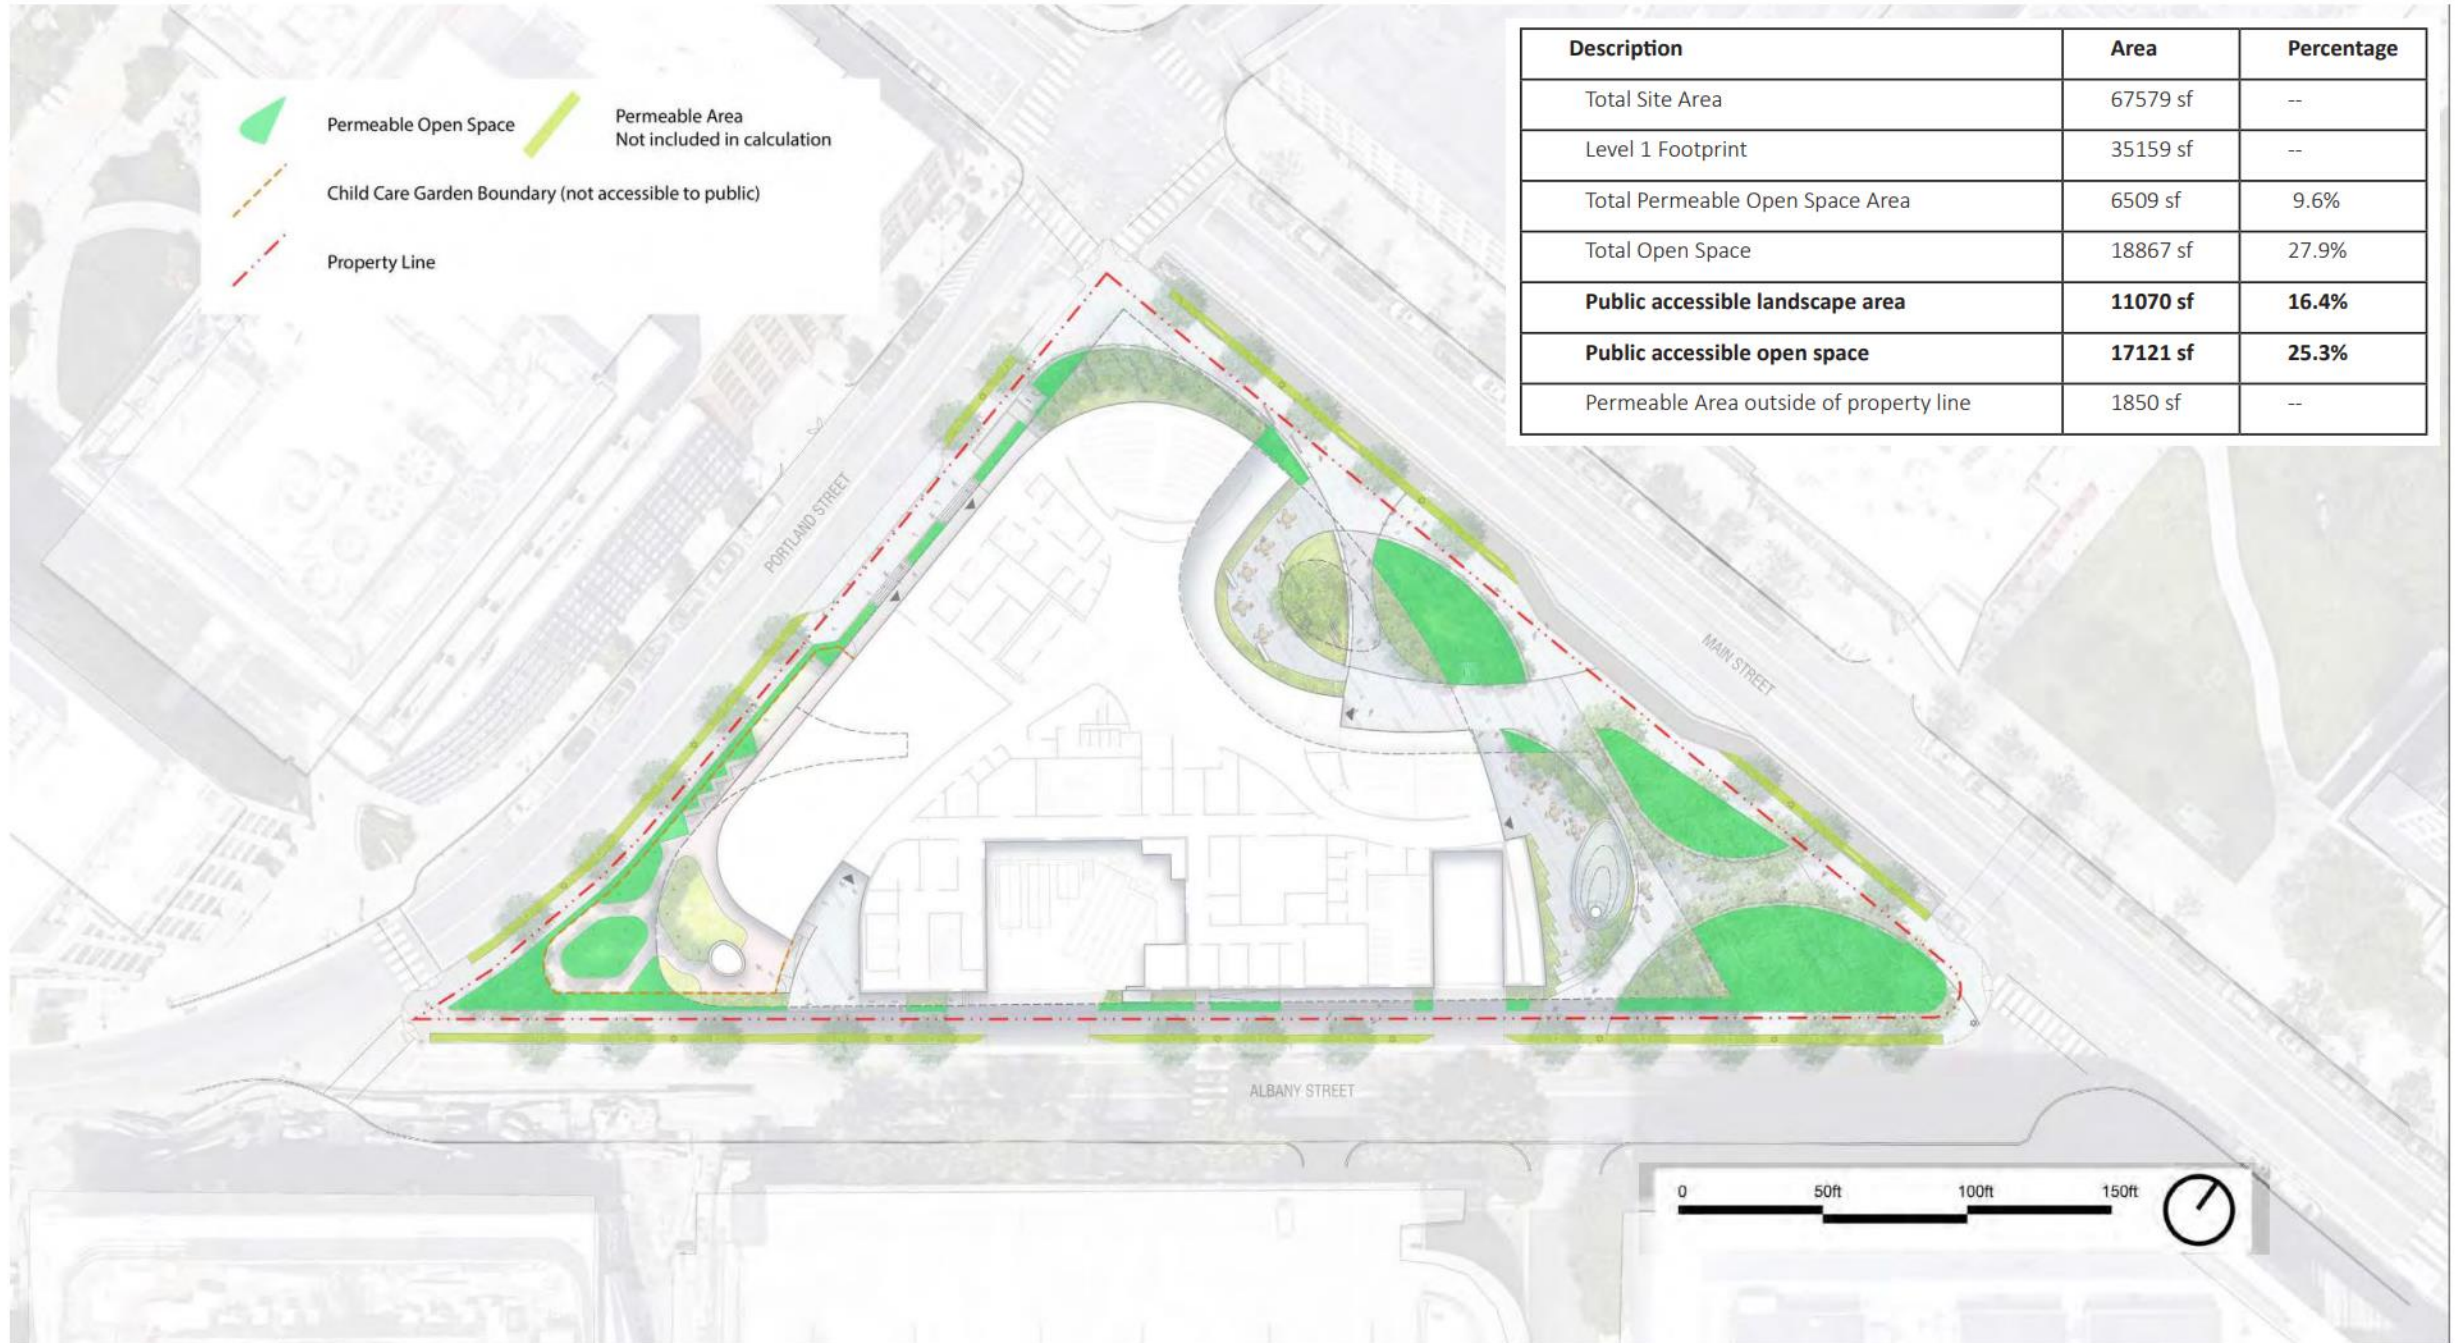 Permeable Open Space
Permeable Area
Not included in calculation
Child Care Garden Boundary (not accessible to public)
Property Line
Description Area Percentage
Total Site Area 67579 sf --
Level 1 Footprint 35159 sf --
Total Permeable Open Space Area 6509 sf 9.6%
Total Open Space 18867 sf 27.9%
Public accessible landscape area 11070 sf 16.4%
Public accessible open space 17121 sf 25.3%
Permeable Area outside of property line 1850 sf --
PORTLAND STREET
MAIN STREET
ALBANY STREET
0 50ft 100ft 150ft